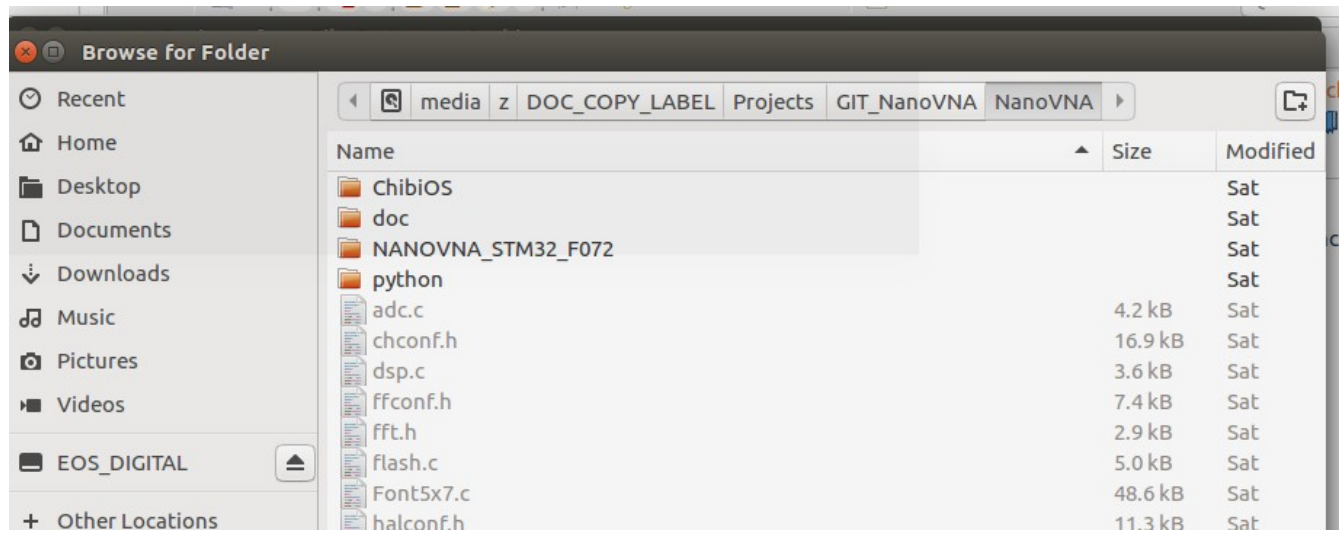 Browse for Folder
Recent
Home
Desktop
Documents
Downloads
Music
Pictures
Videos
EOS_DIGITAL
+ Other Locations
media z DOC_COPY_LABEL Projects GIT_NanoVNA NanoVNA
Name Size Modified
ChibiOS Sat
doc Sat
NANOVNA_STM32_F072 Sat
python Sat
adc.c 4.2 kB Sat
chconf.h 16.9 kB Sat
dsp.c 3.6 kB Sat
ffconf.h 7.4 kB Sat
fft.h 2.9 kB Sat
flash.c 5.0 kB Sat
Font5x7.c 48.6 kB Sat
halconf.h 11.3 kB Sat